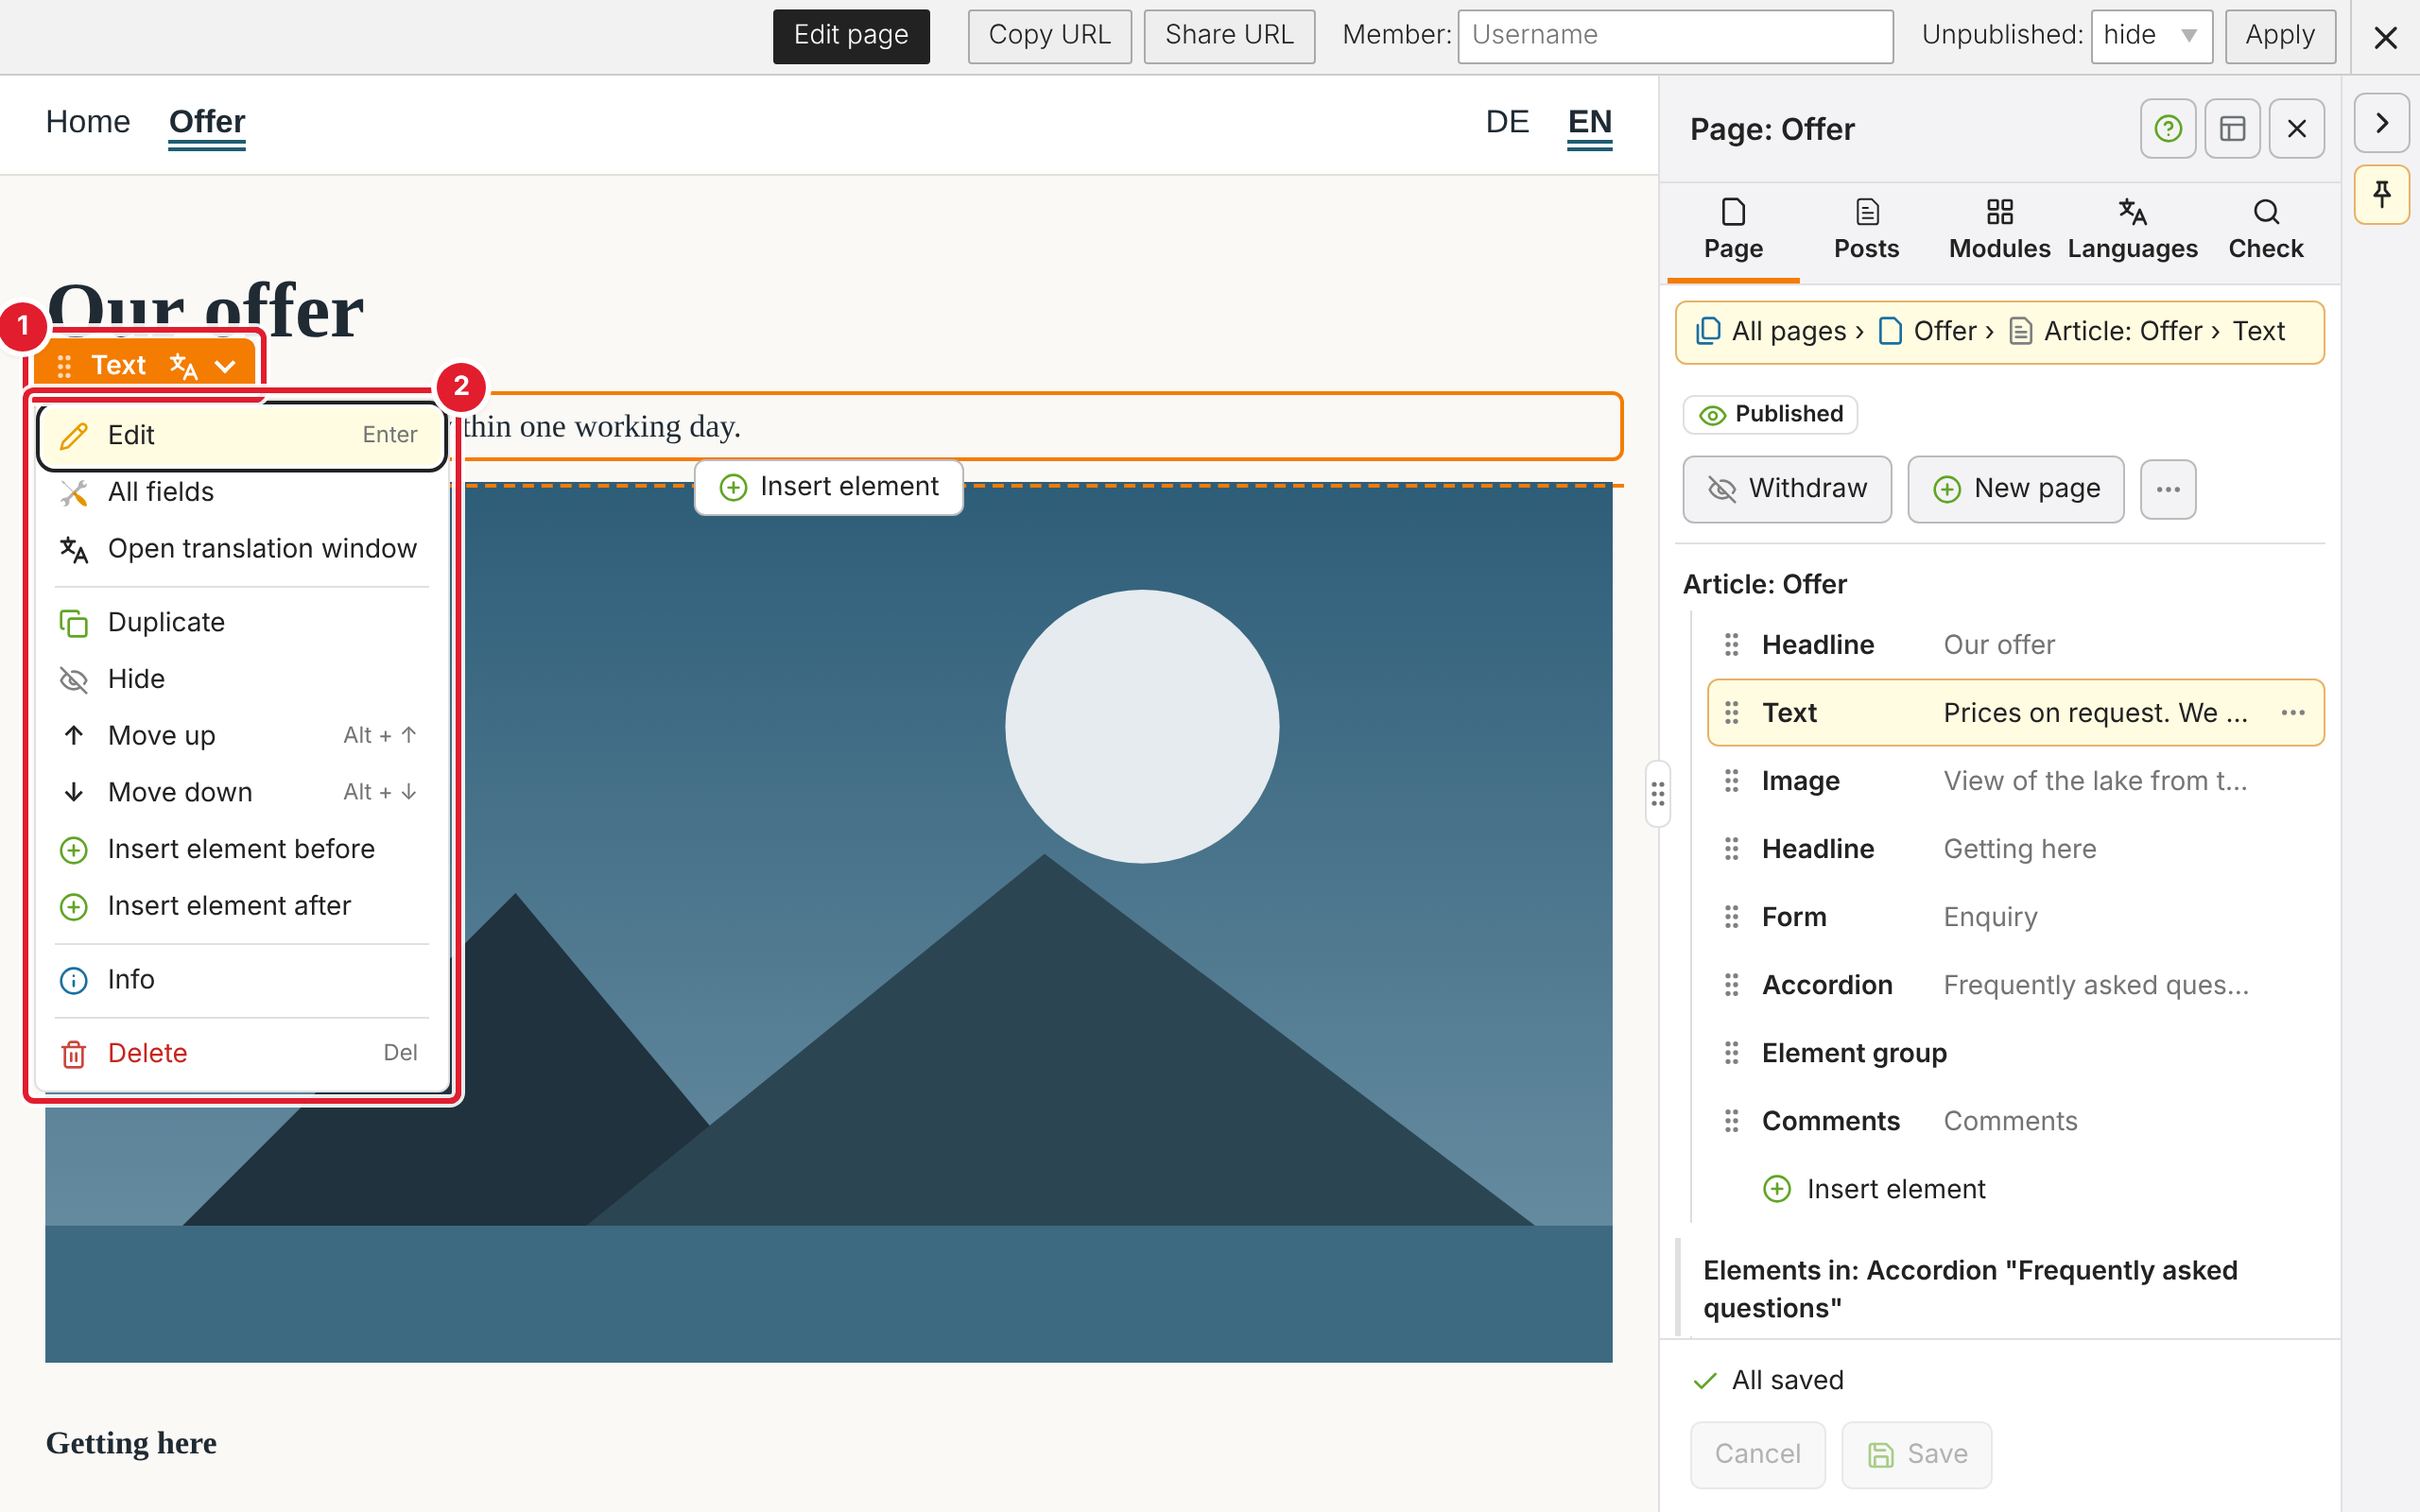 Edit page Copy URL Share URL Member: Username Unpublished: hide Apply
Home Offer DE EN
Our offer
1
Text
2
Edit Enter
All fields
Open translation window
Duplicate
Hide
Move up Alt + ↑
Move down Alt + ↓
Insert element before
Insert element after
Info
Delete Del
thin one working day.
Insert element
Getting here
Page: Offer
Page Posts Modules Languages Check
All pages › Offer › Article: Offer › Text
Published
Withdraw New page
Article: Offer
Headline Our offer
Text Prices on request. We ...
Image View of the lake from t...
Headline Getting here
Form Enquiry
Accordion Frequently asked ques...
Element group
Comments Comments
Insert element
Elements in: Accordion "Frequently asked
questions"
All saved
Cancel Save